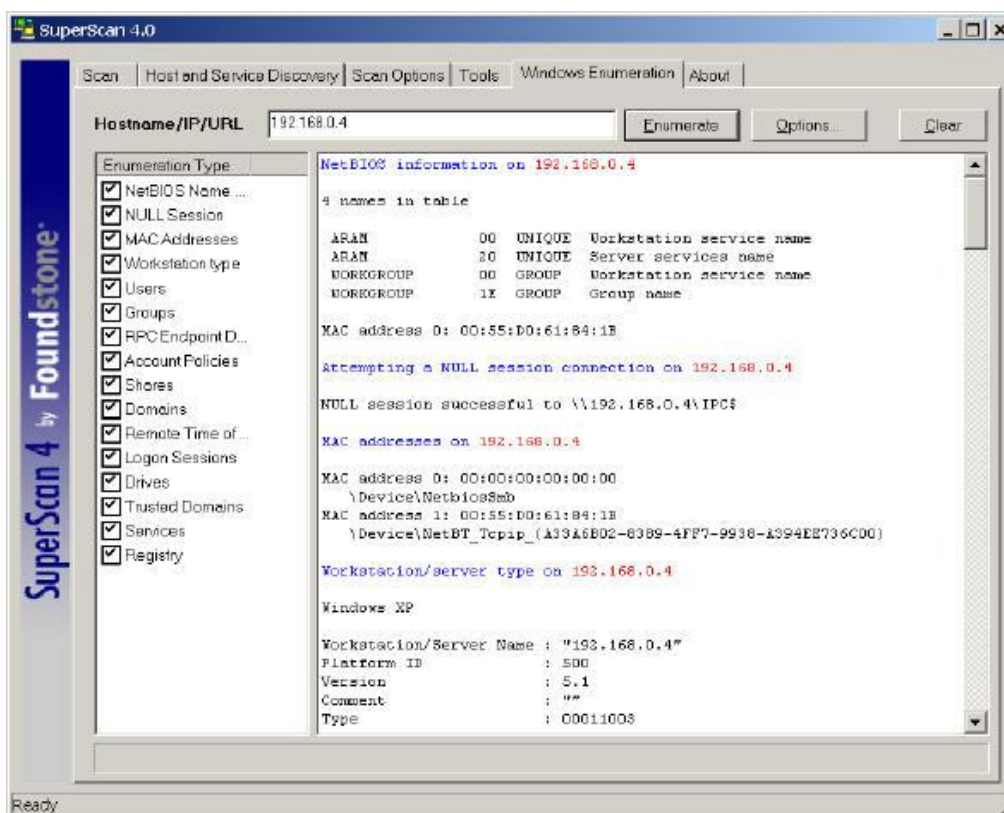 SuperScan 4.0
Scan
Host and Service Discovery
Scan Options
Tools
Windows Enumeration
About
Hostname/IP/URL
192.168.0.4
Enumerate
Options...
Clear
SuperScan 4 by Foundstone
Enumeration Type
NetBIOS Name ...
NULL Session
MAC Addresses
Workstation type
Users
Groups
RPC Endpoint D...
Account Policies
Shares
Domains
Remote Time of ...
Logon Sessions
Drives
Trusted Domains
Services
Registry
NetBIOS information on 192.168.0.4
4 names in table
ARAM 00 UNIQUE Workstation service name
ARAM 20 UNIQUE Server services name
WORKGROUP 00 GROUP Workstation service name
WORKGROUP 1E GROUP Group name
MAC address 0: 00:55:D0:61:84:1B
Attempting a NULL session connection on 192.168.0.4
NULL session successful to \\192.168.0.4\IPC$
MAC addresses on 192.168.0.4
MAC address 0: 00:00:00:00:00:00
\Device\NetbiosSmb
MAC address 1: 00:55:D0:61:84:1B
\Device\NetBT_Tcpip_{A33A6B02-8389-4FF7-9938-A394EE736C00}
Workstation/server type on 192.168.0.4
Windows XP
Workstation/Server Name : "192.168.0.4"
Platform ID : 500
Version : 5.1
Comment : ""
Type : 00011003
Ready